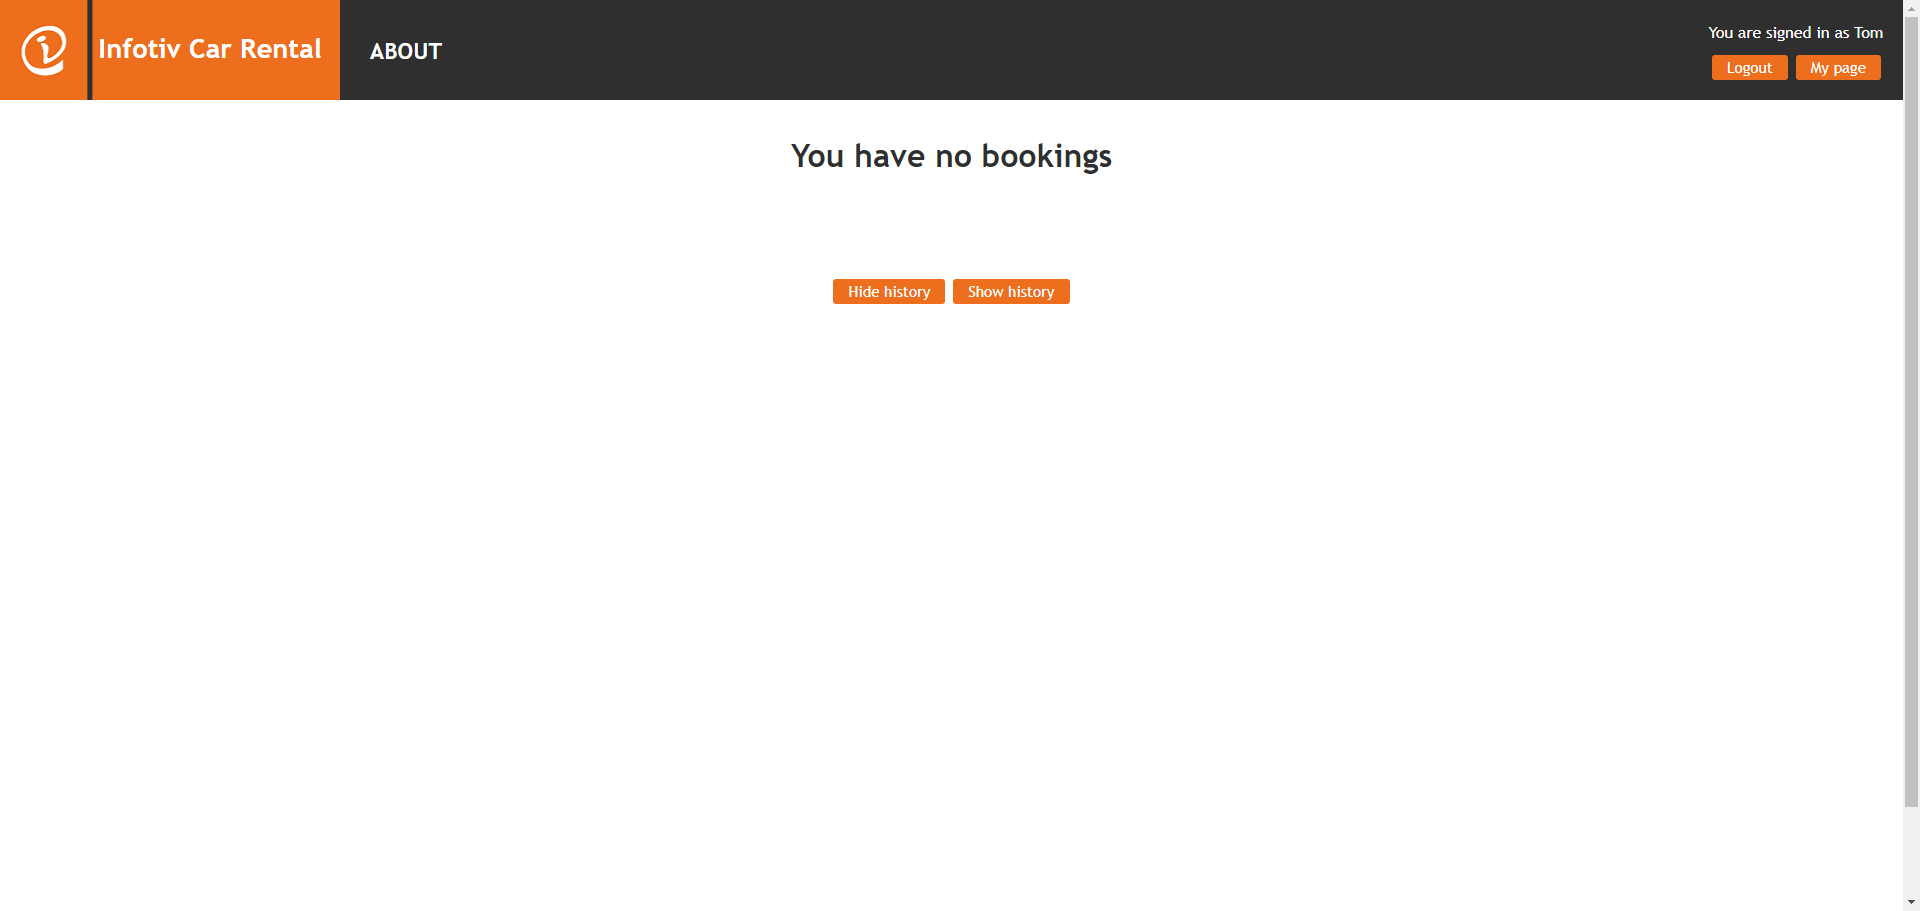 Infotiv Car Rental
ABOUT
You are signed in as Tom
Logout
My page
You have no bookings
Hide history
Show history